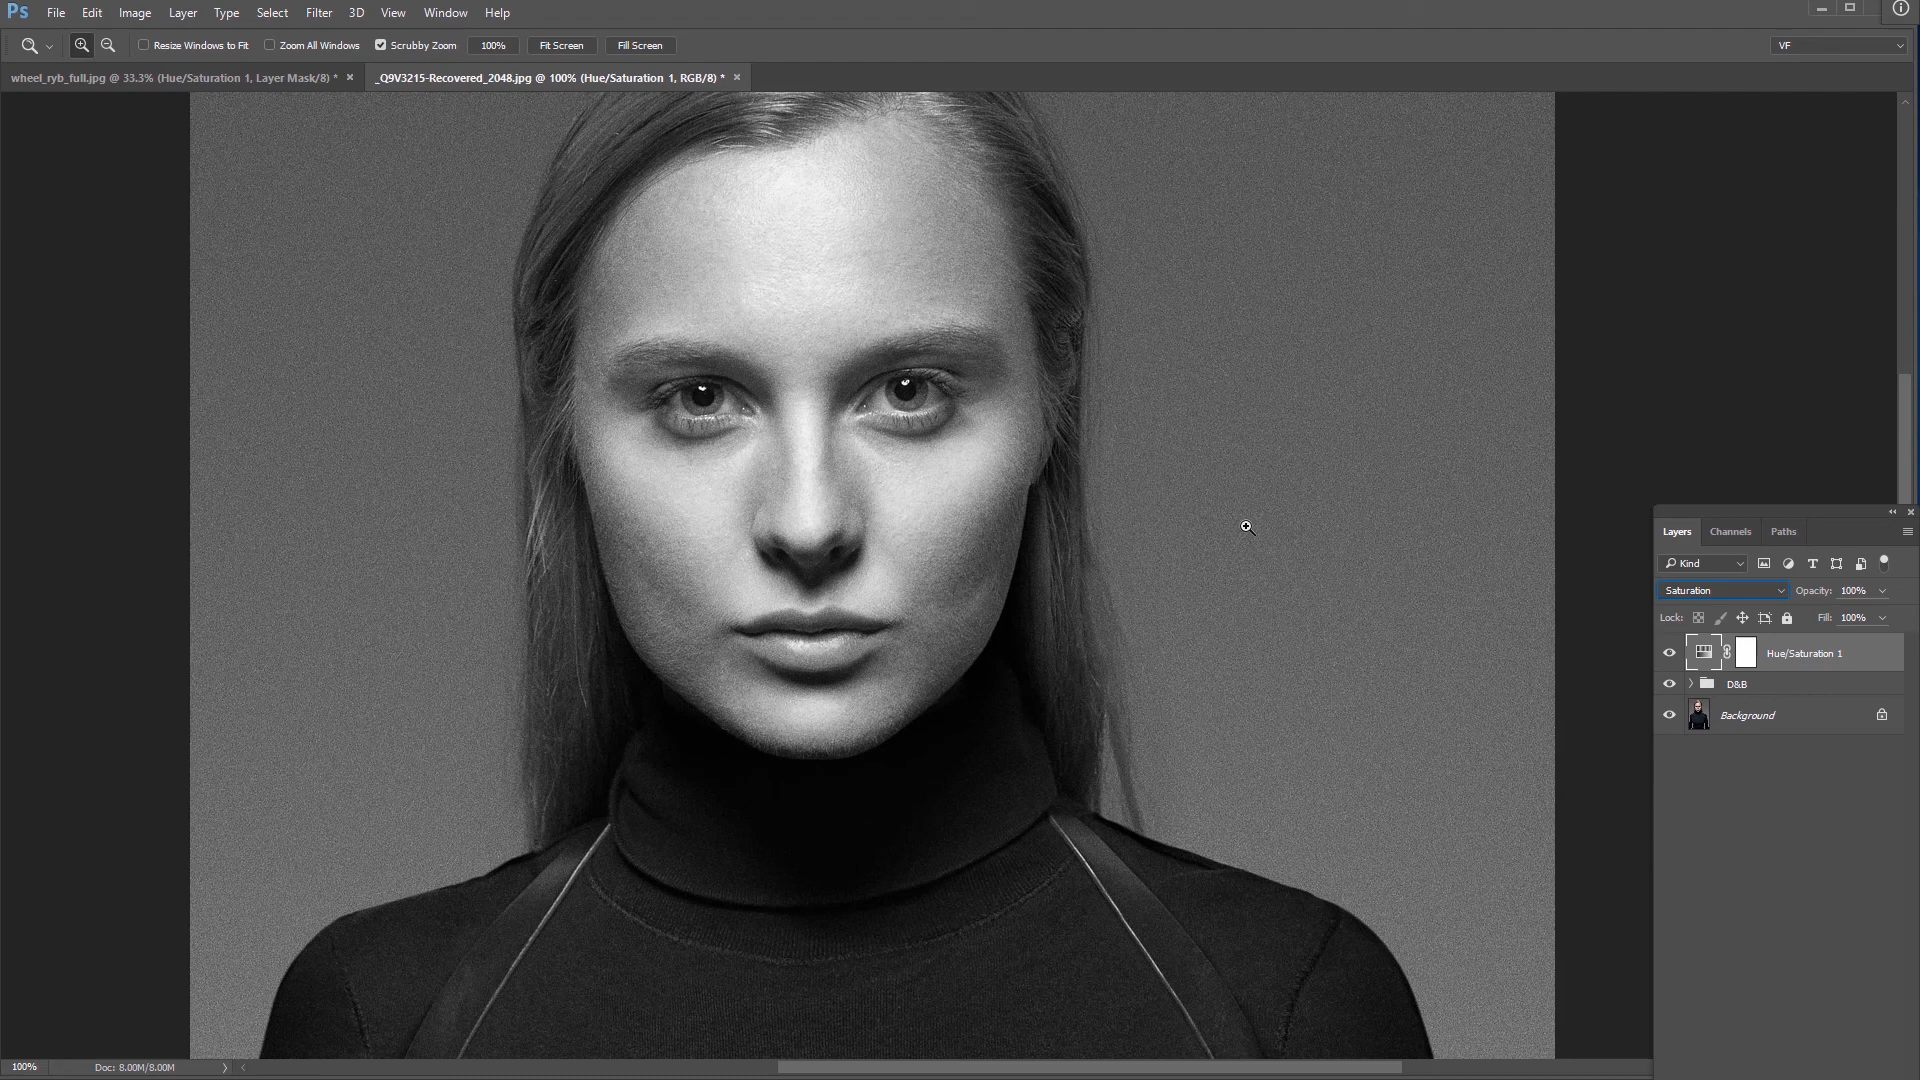 Ps File Edit Image Layer Type Select Filter 3D View Window Help
Resize Windows to Fit Zoom All Windows Scrubby Zoom 100% Fit Screen Fill Screen VF
wheel_ryb_full.jpg @ 33.3% (Hue/Saturation 1, Layer Mask/8) * × _Q9V3215-Recovered_2048.jpg @ 100% (Hue/Saturation 1, RGB/8) * ×
Layers Channels Paths
Kind
Saturation Opacity: 100%
Lock: Fill: 100%
Hue/Saturation 1
D&B
Background
100% Doc: 8.00M/8.00M